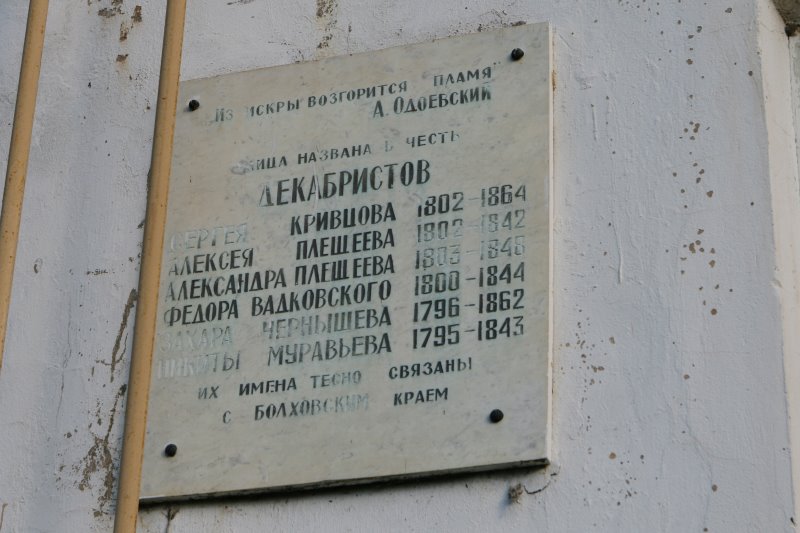 „Из искры возгорится пламя"
А. Одоевский
улица названа в честь
ДЕКАБРИСТОВ
СЕРГЕЯ КРИВЦОВА 1802-1864
АЛЕКСЕЯ ПЛЕЩЕЕВА 1802-1842
АЛЕКСАНДРА ПЛЕЩЕЕВА 1803-1848
ФЕДОРА ВАДКОВСКОГО 1800-1844
ЗАХАРА ЧЕРНЫШЕВА 1796-1862
НИКИТЫ МУРАВЬЕВА 1795-1843
ИХ ИМЕНА ТЕСНО СВЯЗАНЫ
С БОЛХОВСКИМ КРАЕМ